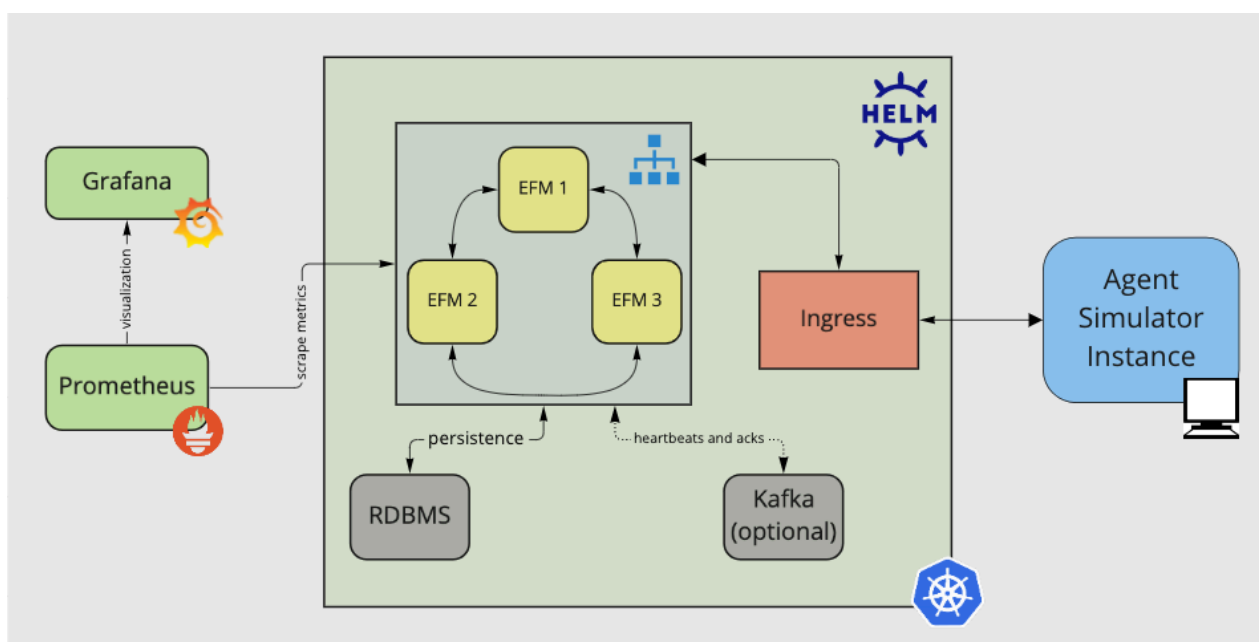 HELM
Grafana
EFM 1
visualization
scrape metrics
EFM 2
EFM 3
Ingress
Agent
Simulator
Instance
Prometheus
persistence
heartbeats and acks
RDBMS
Kafka
(optional)